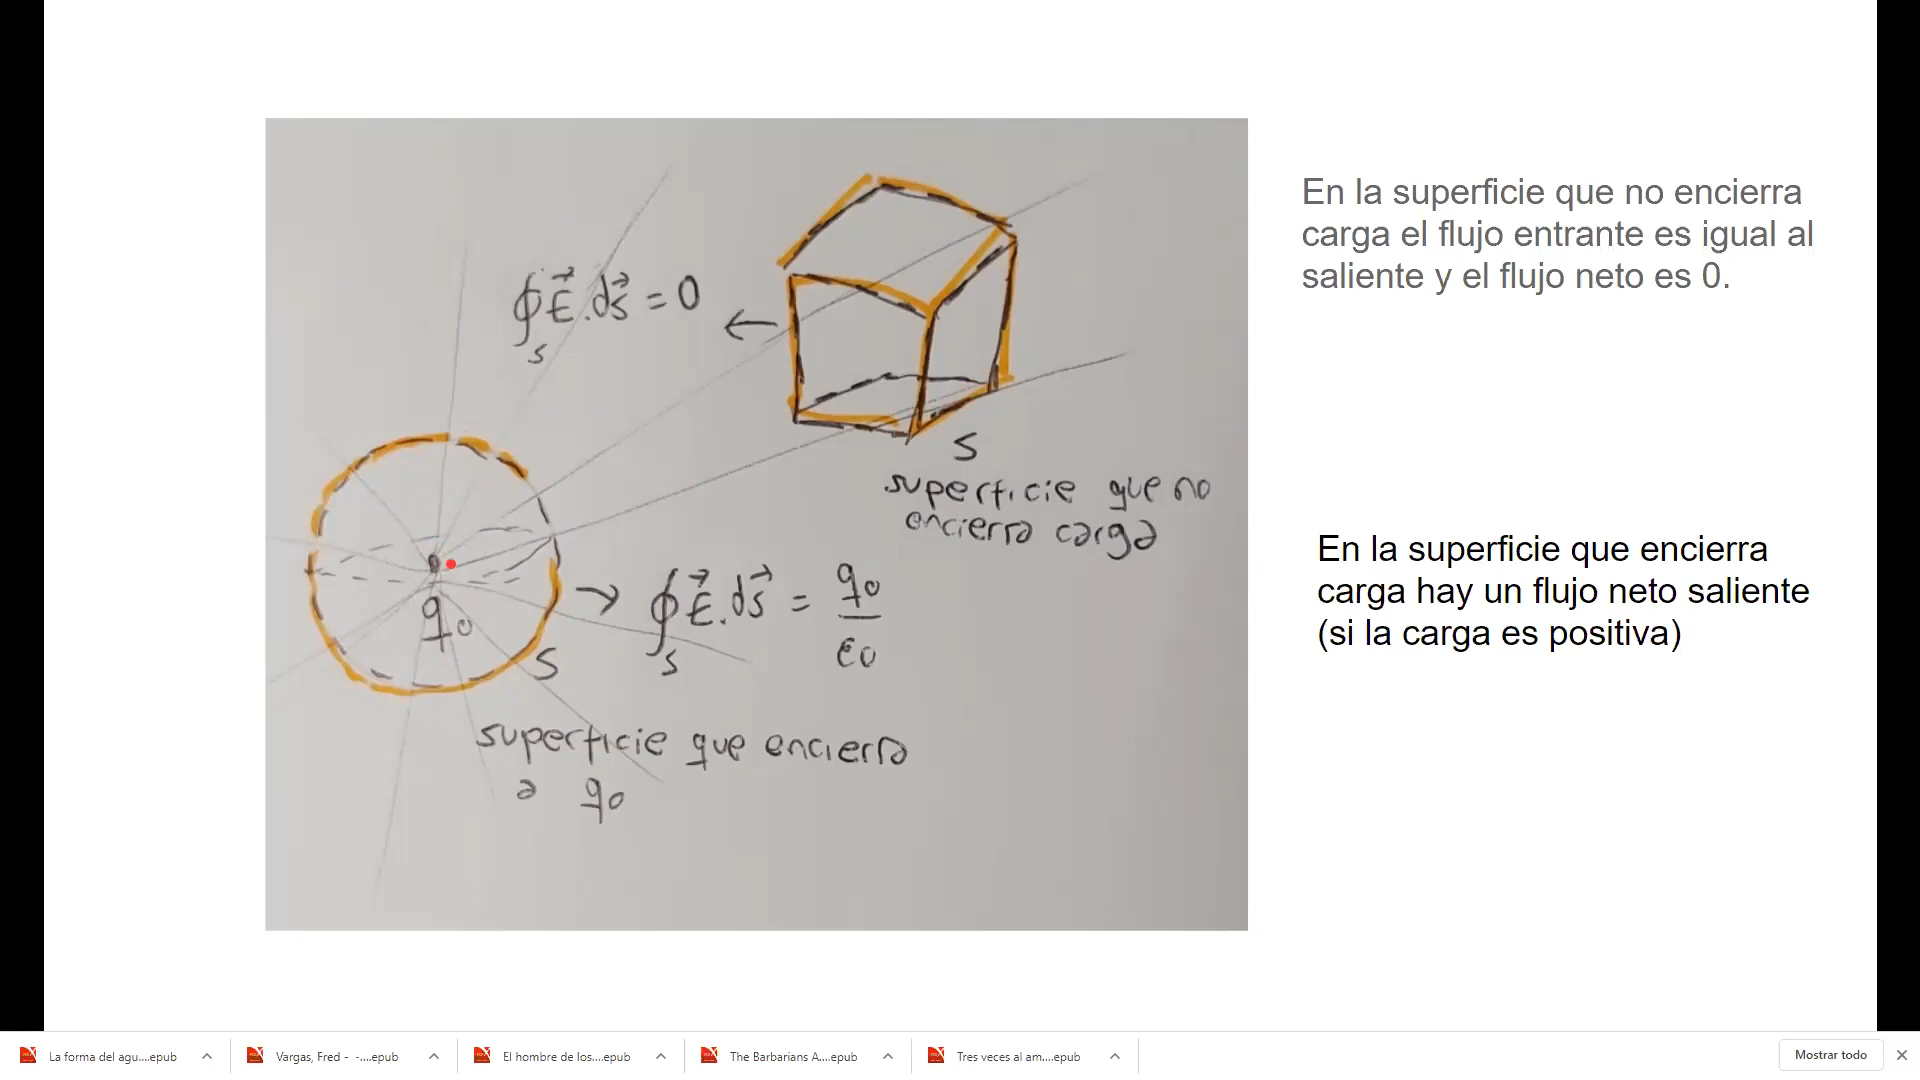 ∮E⃗.ds⃗ = 0
s
S
superficie que no
encierra carga
q₀
S
∮E⃗.ds⃗ = q₀/ε₀
s
superficie que encierra
a q₀
En la superficie que no encierra
carga el flujo entrante es igual al
saliente y el flujo neto es 0.
En la superficie que encierra
carga hay un flujo neto saliente
(si la carga es positiva)
La forma del agu....epub
Vargas, Fred - -....epub
El hombre de los....epub
The Barbarians A....epub
Tres veces al am....epub
Mostrar todo